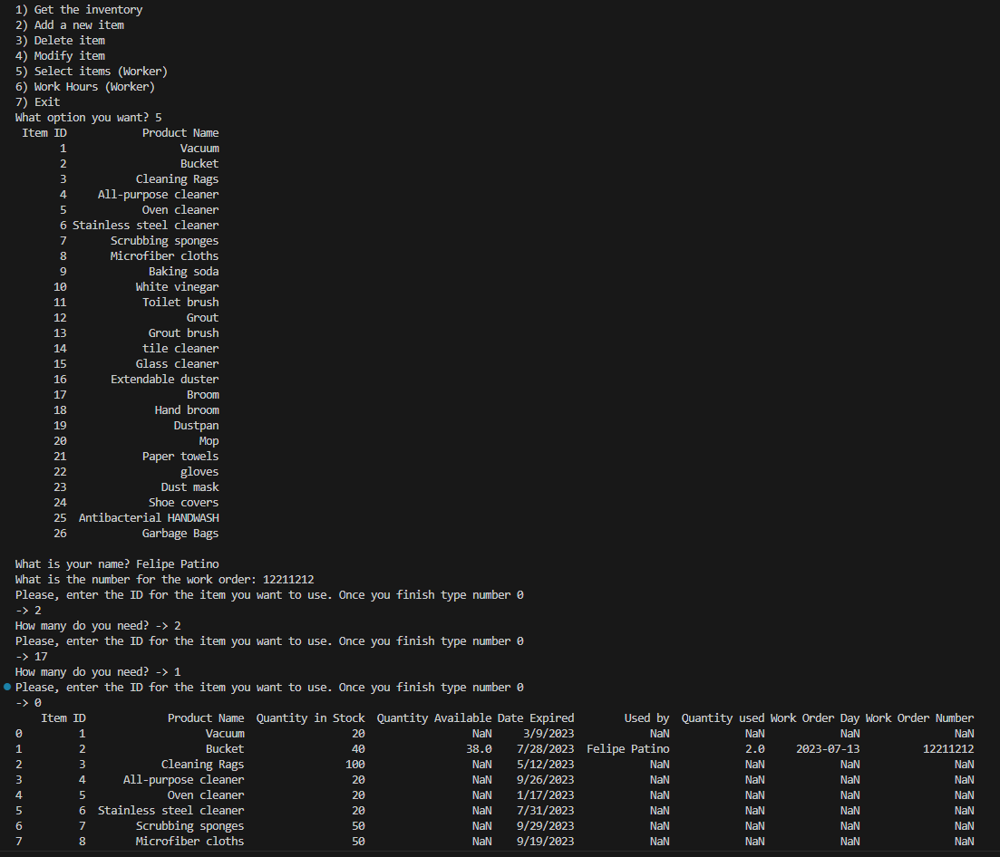 1) Get the inventory
2) Add a new item
3) Delete item
4) Modify item
5) Select items (Worker)
6) Work Hours (Worker)
7) Exit
What option you want? 5
Item ID Product Name
1 Vacuum
2 Bucket
3 Cleaning Rags
4 All-purpose cleaner
5 Oven cleaner
6 Stainless steel cleaner
7 Scrubbing sponges
8 Microfiber cloths
9 Baking soda
10 White vinegar
11 Toilet brush
12 Grout
13 Grout brush
14 tile cleaner
15 Glass cleaner
16 Extendable duster
17 Broom
18 Hand broom
19 Dustpan
20 Mop
21 Paper towels
22 gloves
23 Dust mask
24 Shoe covers
25 Antibacterial HANDWASH
26 Garbage Bags
What is your name? Felipe Patino
What is the number for the work order: 12211212
Please, enter the ID for the item you want to use. Once you finish type number 0
-> 2
How many do you need? -> 2
Please, enter the ID for the item you want to use. Once you finish type number 0
-> 17
How many do you need? -> 1
Please, enter the ID for the item you want to use. Once you finish type number 0
-> 0
Item ID Product Name Quantity in Stock Quantity Available Date Expired Used by Quantity used Work Order Day Work Order Number
0 1 Vacuum 20 NaN 3/9/2023 NaN NaN NaN NaN
1 2 Bucket 40 38.0 7/28/2023 Felipe Patino 2.0 2023-07-13 12211212
2 3 Cleaning Rags 100 NaN 5/12/2023 NaN NaN NaN NaN
3 4 All-purpose cleaner 20 NaN 9/26/2023 NaN NaN NaN NaN
4 5 Oven cleaner 20 NaN 1/17/2023 NaN NaN NaN NaN
5 6 Stainless steel cleaner 20 NaN 7/31/2023 NaN NaN NaN NaN
6 7 Scrubbing sponges 50 NaN 9/29/2023 NaN NaN NaN NaN
7 8 Microfiber cloths 50 NaN 9/19/2023 NaN NaN NaN NaN